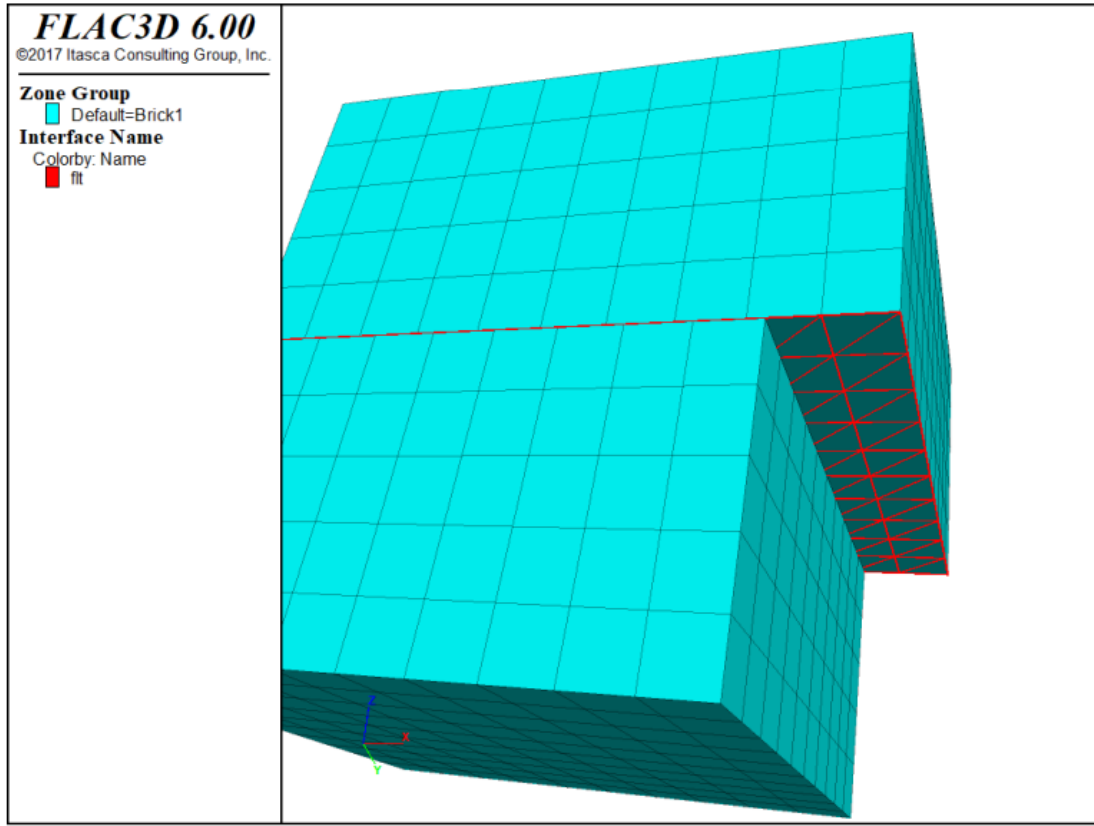 FLAC3D 6.00
©2017 Itasca Consulting Group, Inc.
Zone Group
Default=Brick1
Interface Name
Colorby: Name
flt
Z
X
Y